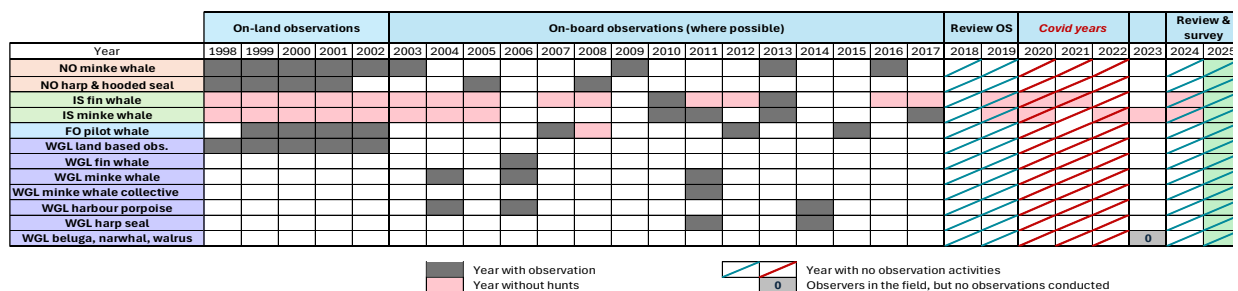 On-land observations On-board observations (where possible) Review OS Covid years Review &
survey
Year 1998 1999 2000 2001 2002 2003 2004 2005 2006 2007 2008 2009 2010 2011 2012 2013 2014 2015 2016 2017 2018 2019 2020 2021 2022 2023 2024 2025
NO minke whale
NO harp & hooded seal
IS fin whale
IS minke whale
FO pilot whale
WGL land based obs.
WGL fin whale
WGL minke whale
WGL minke whale collective
WGL harbour porpoise
WGL harp seal
WGL beluga, narwhal, walrus 0
Year with observation Year with no observation activities
Year without hunts 0 Observers in the field, but no observations conducted